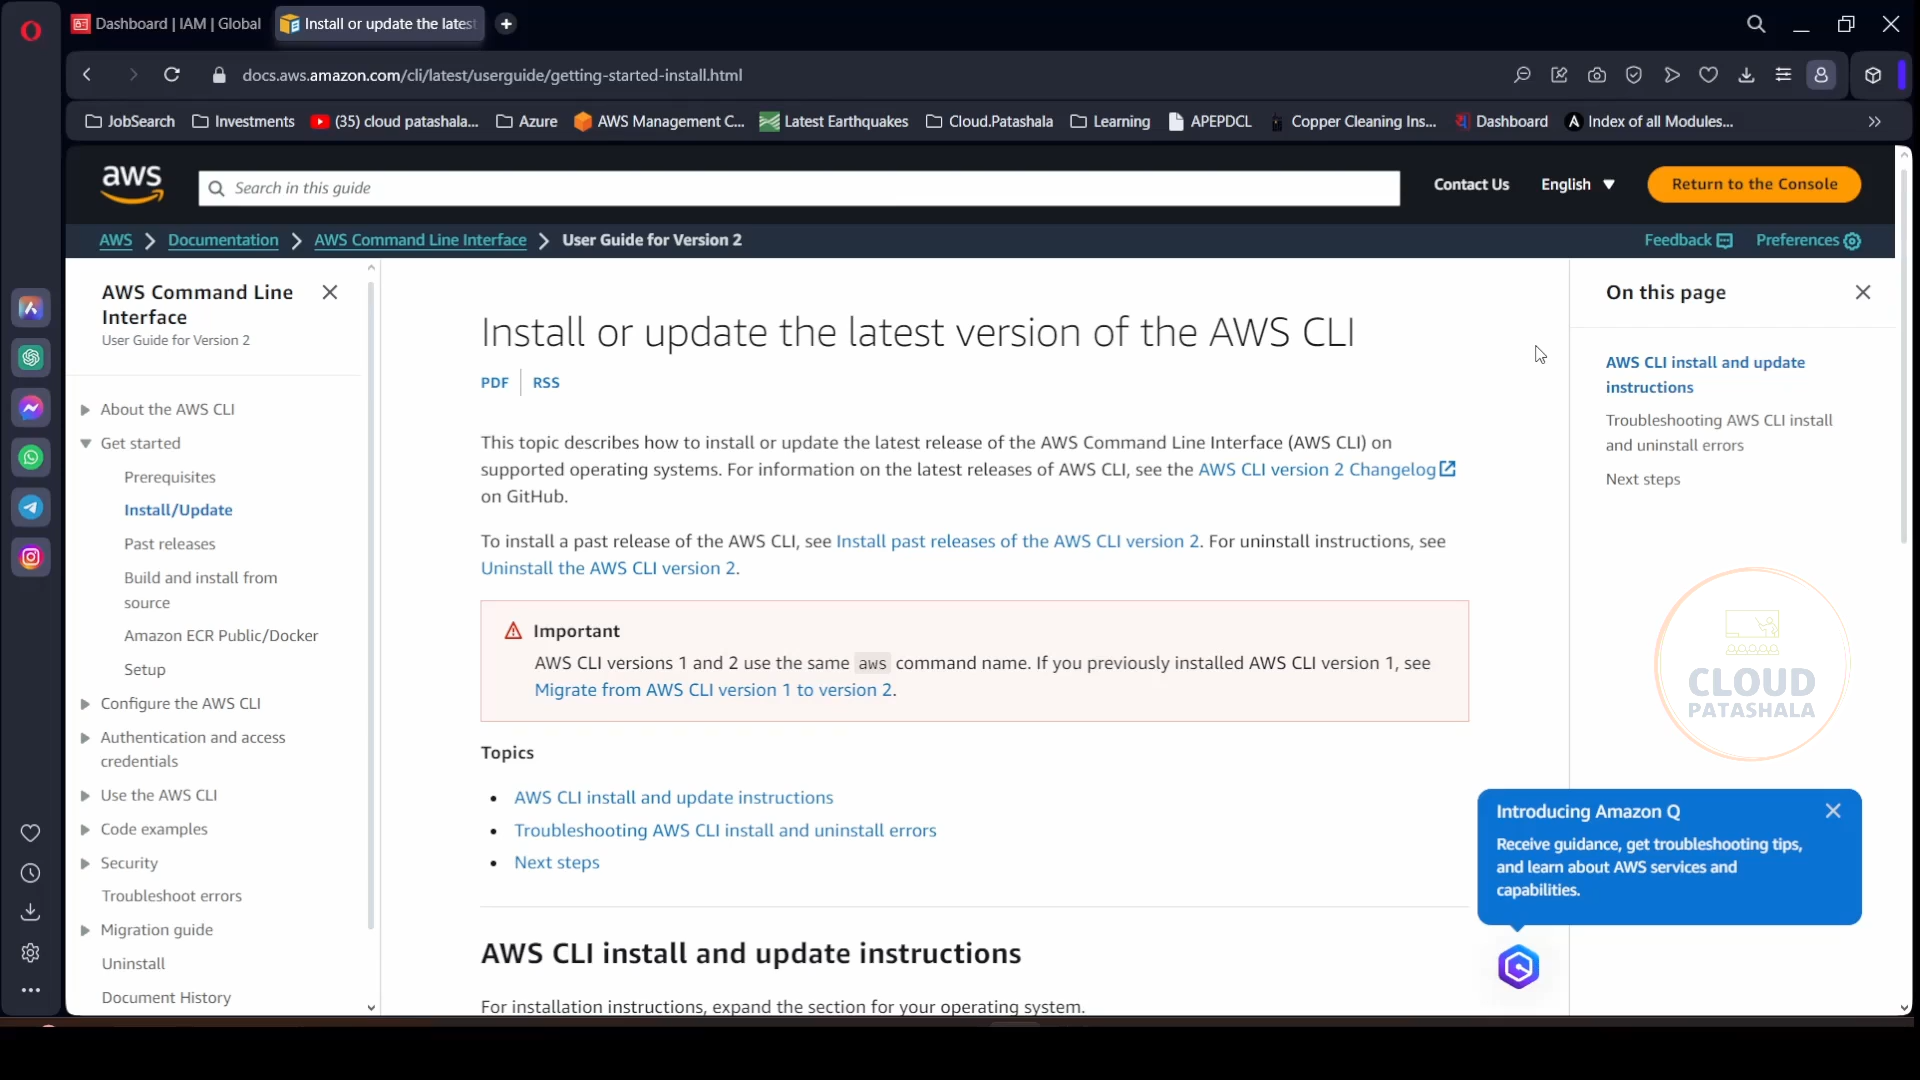 Dashboard | IAM | Global
Install or update the lates
docs.aws.amazon.com/cli/latest/userguide/getting-started-install.html
JobSearch
Investments
(35) cloud patashala...
Azure
AWS Management C...
Latest Earthquakes
Cloud.Patashala
Learning
APEPDCL
Copper Cleaning Ins...
Dashboard
Index of all Modules...
aws
Search in this guide
Contact Us
English
Return to the Console
AWS
Documentation
AWS Command Line Interface
User Guide for Version 2
Feedback
Preferences
AWS Command Line
Interface
User Guide for Version 2
About the AWS CLI
Get started
Prerequisites
Install/Update
Past releases
Build and install from
source
Amazon ECR Public/Docker
Setup
Configure the AWS CLI
Authentication and access
credentials
Use the AWS CLI
Code examples
Security
Troubleshoot errors
Migration guide
Uninstall
Document History
Install or update the latest version of the AWS CLI
PDF
RSS
This topic describes how to install or update the latest release of the AWS Command Line Interface (AWS CLI) on
supported operating systems. For information on the latest releases of AWS CLI, see the AWS CLI version 2 Changelog
on GitHub.
To install a past release of the AWS CLI, see Install past releases of the AWS CLI version 2. For uninstall instructions, see
Uninstall the AWS CLI version 2.
Important
AWS CLI versions 1 and 2 use the same aws command name. If you previously installed AWS CLI version 1, see
Migrate from AWS CLI version 1 to version 2.
Topics
• AWS CLI install and update instructions
• Troubleshooting AWS CLI install and uninstall errors
• Next steps
AWS CLI install and update instructions
For installation instructions, expand the section for your operating system.
On this page
AWS CLI install and update
instructions
Troubleshooting AWS CLI install
and uninstall errors
Next steps
CLOUD
PATASHALA
Introducing Amazon Q
Receive guidance, get troubleshooting tips,
and learn about AWS services and
capabilities.